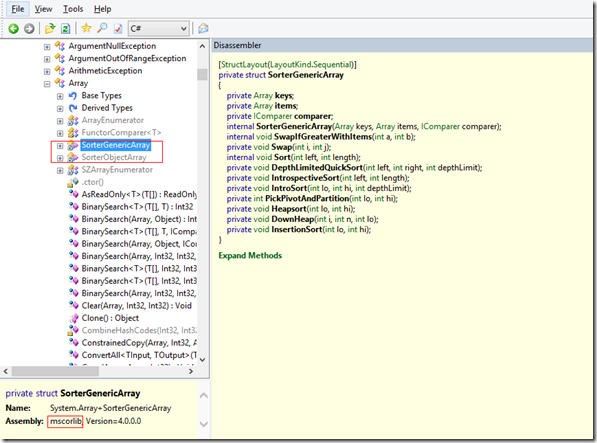 File View Tools Help
C#
ArgumentNullException
ArgumentOutOfRangeException
ArithmeticException
Array
Base Types
Derived Types
ArrayEnumerator
FunctorComparer<T>
SorterGenericArray
SorterObjectArray
SZArrayEnumerator
.ctor()
AsReadOnly<T>(T[]) : ReadOnly
BinarySearch<T>(T[], T) : Int32
BinarySearch(Array, Object) : Int
BinarySearch<T>(T[], T, ICompa
BinarySearch(Array, Object, ICom
BinarySearch(Array, Int32, Int32,
BinarySearch<T>(T[], Int32, Int32
BinarySearch<T>(T[], Int32, Int32
BinarySearch(Array, Int32, Int32,
Clear(Array, Int32, Int32) : Void
Clone() : Object
CombineHashCodes(Int32, Int32
ConstrainedCopy(Array, Int32, Ar
ConvertAll<TInput, TOutput>(T
private struct SorterGenericArray
Name: System.Array+SorterGenericArray
Assembly: mscorlib Version=4.0.0.0
Disassembler
[StructLayout(LayoutKind.Sequential)]
private struct SorterGenericArray
{
private Array keys;
private Array items;
private IComparer comparer;
internal SorterGenericArray(Array keys, Array items, IComparer comparer);
internal void SwapIfGreaterWithItems(int a, int b);
private void Swap(int i, int j);
internal void Sort(int left, int length);
private void DepthLimitedQuickSort(int left, int right, int depthLimit);
private void IntrospectiveSort(int left, int length);
private void IntroSort(int lo, int hi, int depthLimit);
private int PickPivotAndPartition(int lo, int hi);
private void Heapsort(int lo, int hi);
private void DownHeap(int i, int n, int lo);
private void InsertionSort(int lo, int hi);
}
Expand Methods